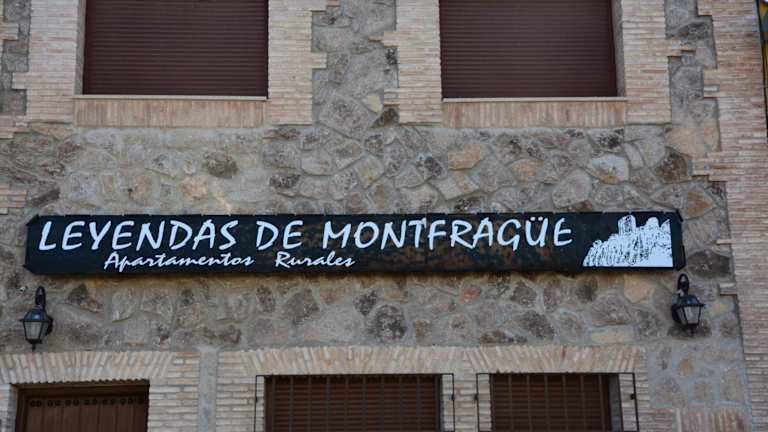 LEYENDAS DE MONTFRAGÜE
Apartamentos Rurales